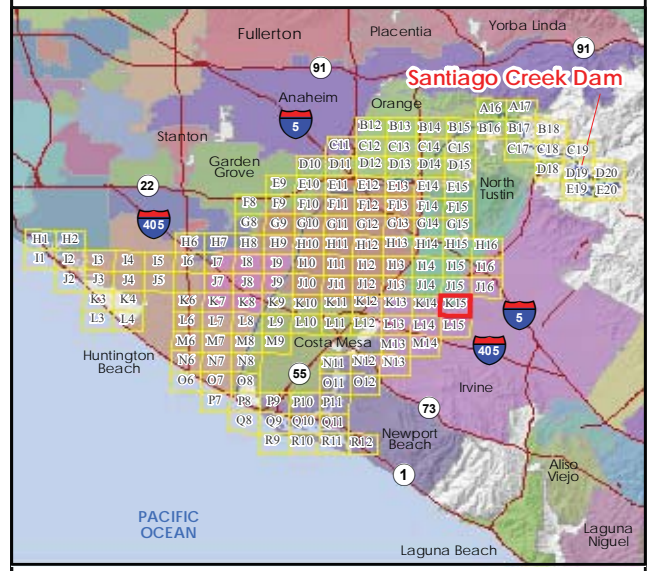 Fullerton
Placentia
Yorba Linda
91
91
Santiago Creek Dam
Anaheim
Orange
A16 A17
5
B12 B13 B14 B15 B16 B17 B18
Stanton
C11 C12 C13 C14 C15 C17 C18 C19
Garden
Grove
D10 D11 D12 D13 D14 D15 D18 D19 D20
22
E9 E10 E11 E12 E13 E14 E15 E19 E20
North
Tustin
F8 F9 F10 F11 F12 F13 F14 F15
405
G8 G9 G10 G11 G12 G13 G14 G15
H1 H2 H6 H7 H8 H9 H10 H11 H12 H13 H14 H15 H16
I1 I2 I3 I4 I5 I6 I7 I8 I9 I10 I11 I12 I13 I14 I15 I16
J2 J3 J4 J5 J7 J8 J9 J10 J11 J12 J13 J14 J15 J16
K3 K4 K6 K7 K8 K9 K10 K11 K12 K13 K14 K15
5
L3 L4 L6 L7 L8 L9 L10 L11 L12 L13 L14 L15
M6 M7 M8 M9 Costa Mesa M13 M14
405
Huntington
Beach
N6 N7 N8 N11 N12 N13
55
O6 O7 O8 O11 O12
Irvine
P7 P8 P9 P10 P11
73
Q8 Q9 Q10 Q11
R9 R10 R11 R12
Newport
Beach
1
Aliso
Viejo
PACIFIC
OCEAN
Laguna
Niguel
Laguna Beach